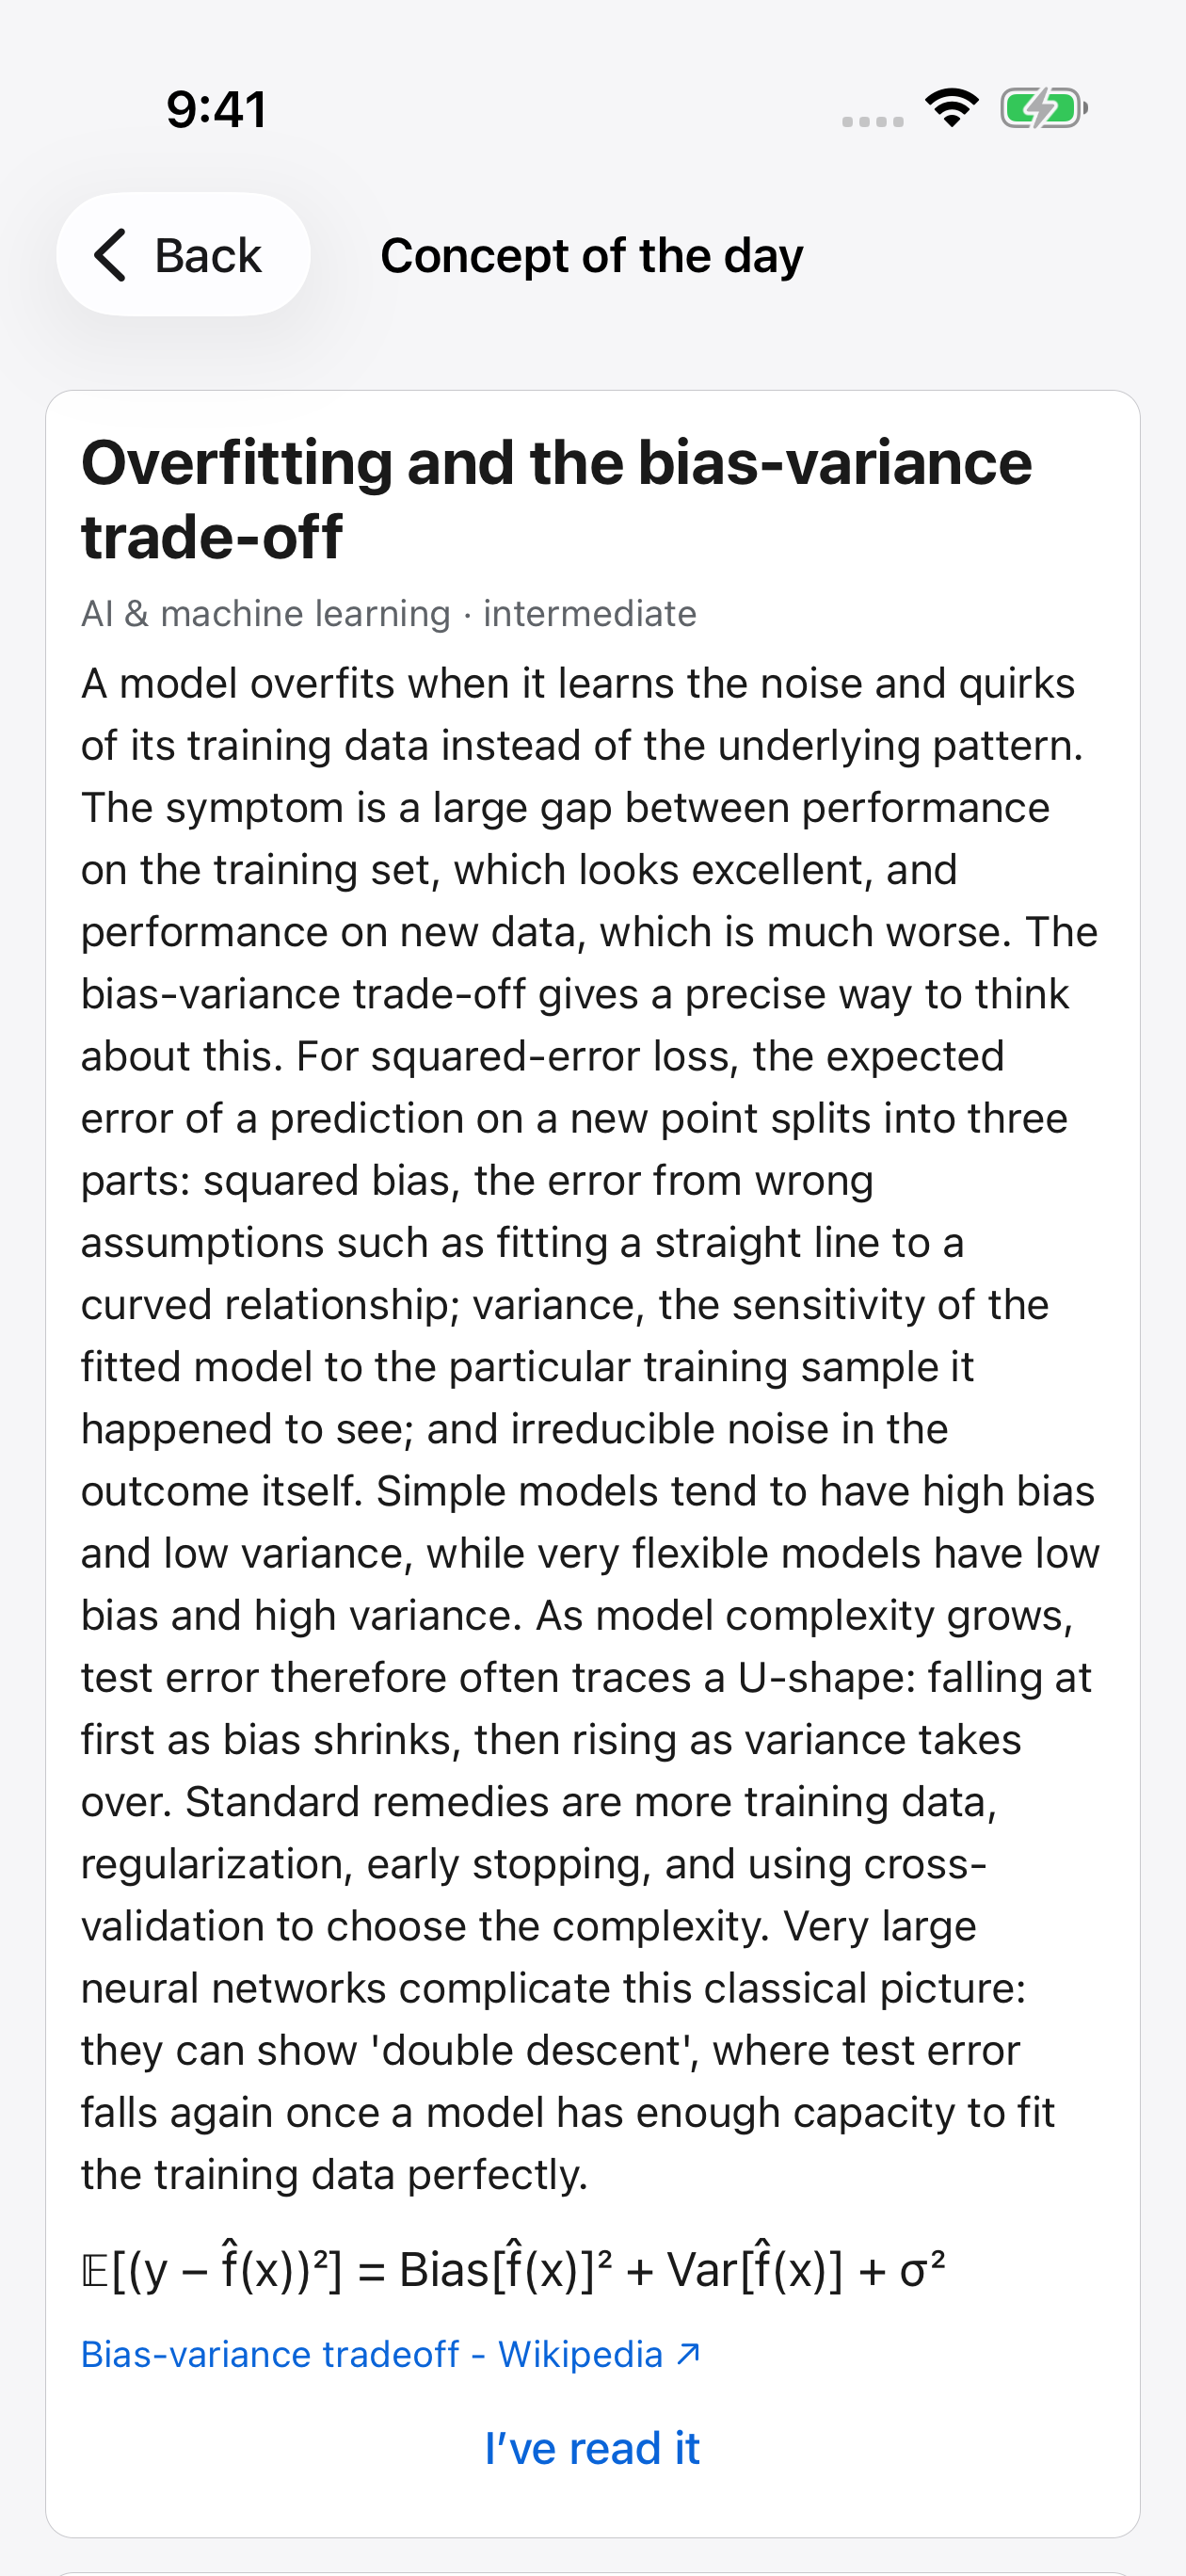 9:41
Back
Concept of the day
Overfitting and the bias-variance
trade-off
AI & machine learning · intermediate
A model overfits when it learns the noise and quirks
of its training data instead of the underlying pattern.
The symptom is a large gap between performance
on the training set, which looks excellent, and
performance on new data, which is much worse. The
bias-variance trade-off gives a precise way to think
about this. For squared-error loss, the expected
error of a prediction on a new point splits into three
parts: squared bias, the error from wrong
assumptions such as fitting a straight line to a
curved relationship; variance, the sensitivity of the
fitted model to the particular training sample it
happened to see; and irreducible noise in the
outcome itself. Simple models tend to have high bias
and low variance, while very flexible models have low
bias and high variance. As model complexity grows,
test error therefore often traces a U-shape: falling at
first as bias shrinks, then rising as variance takes
over. Standard remedies are more training data,
regularization, early stopping, and using cross-
validation to choose the complexity. Very large
neural networks complicate this classical picture:
they can show 'double descent', where test error
falls again once a model has enough capacity to fit
the training data perfectly.
𝔼[(y − f̂(x))²] = Bias[f̂(x)]² + Var[f̂(x)] + σ²
Bias-variance tradeoff - Wikipedia ↗
I’ve read it